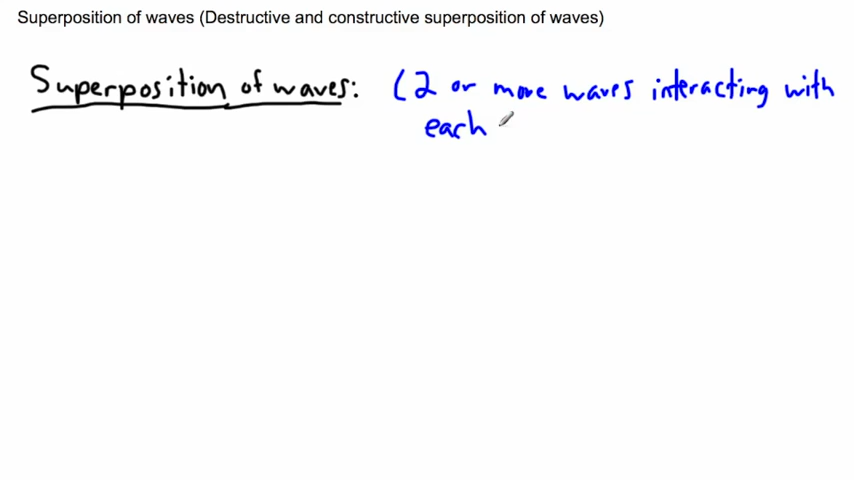 Superposition of waves (Destructive and constructive superposition of waves)
Superposition of waves: (2 or more waves interacting with
each